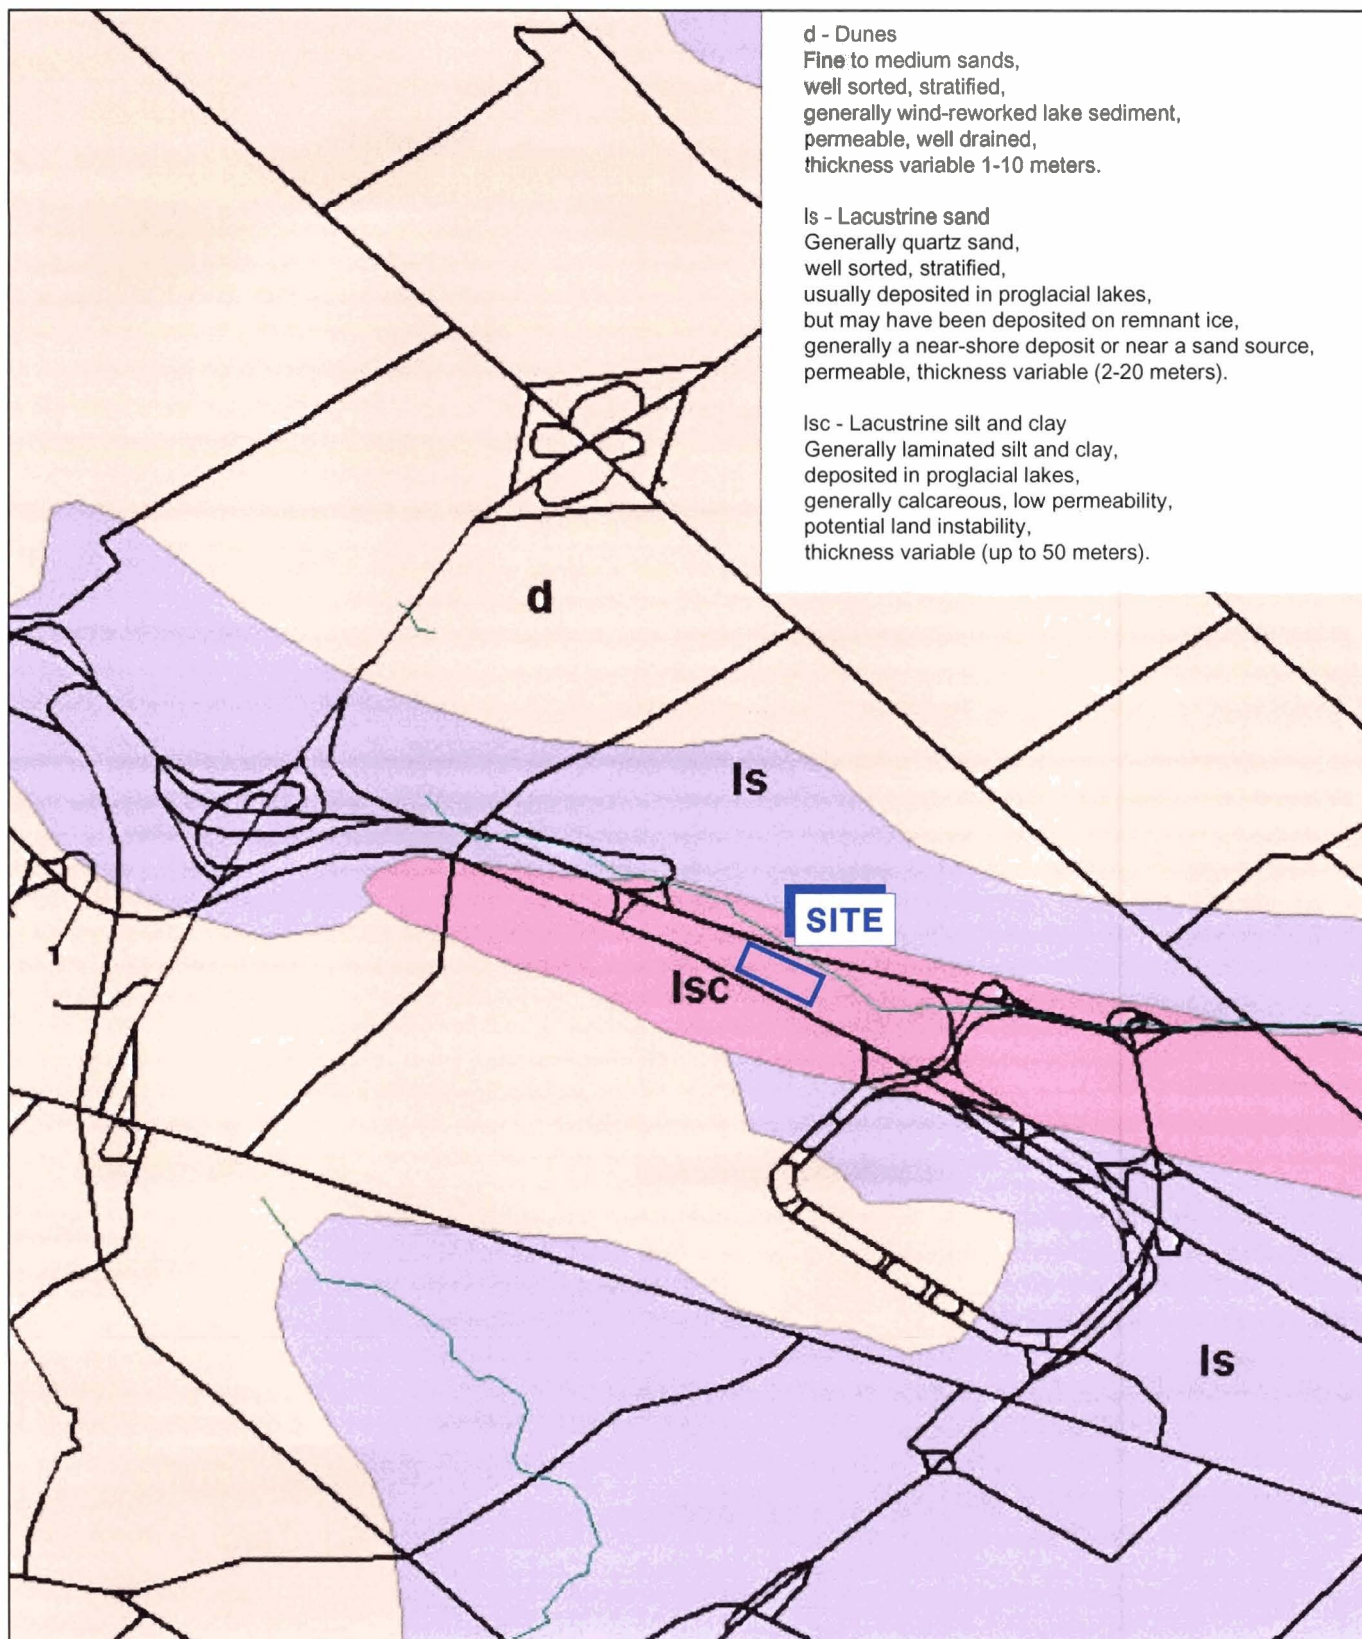 d - Dunes
Fine to medium sands,
well sorted, stratified,
generally wind-reworked lake sediment,
permeable, well drained,
thickness variable 1-10 meters.
ls - Lacustrine sand
Generally quartz sand,
well sorted, stratified,
usually deposited in proglacial lakes,
but may have been deposited on remnant ice,
generally a near-shore deposit or near a sand source,
permeable, thickness variable (2-20 meters).
lsc - Lacustrine silt and clay
Generally laminated silt and clay,
deposited in proglacial lakes,
generally calcareous, low permeability,
potential land instability,
thickness variable (up to 50 meters).
d
ls
SITE
lsc
ls